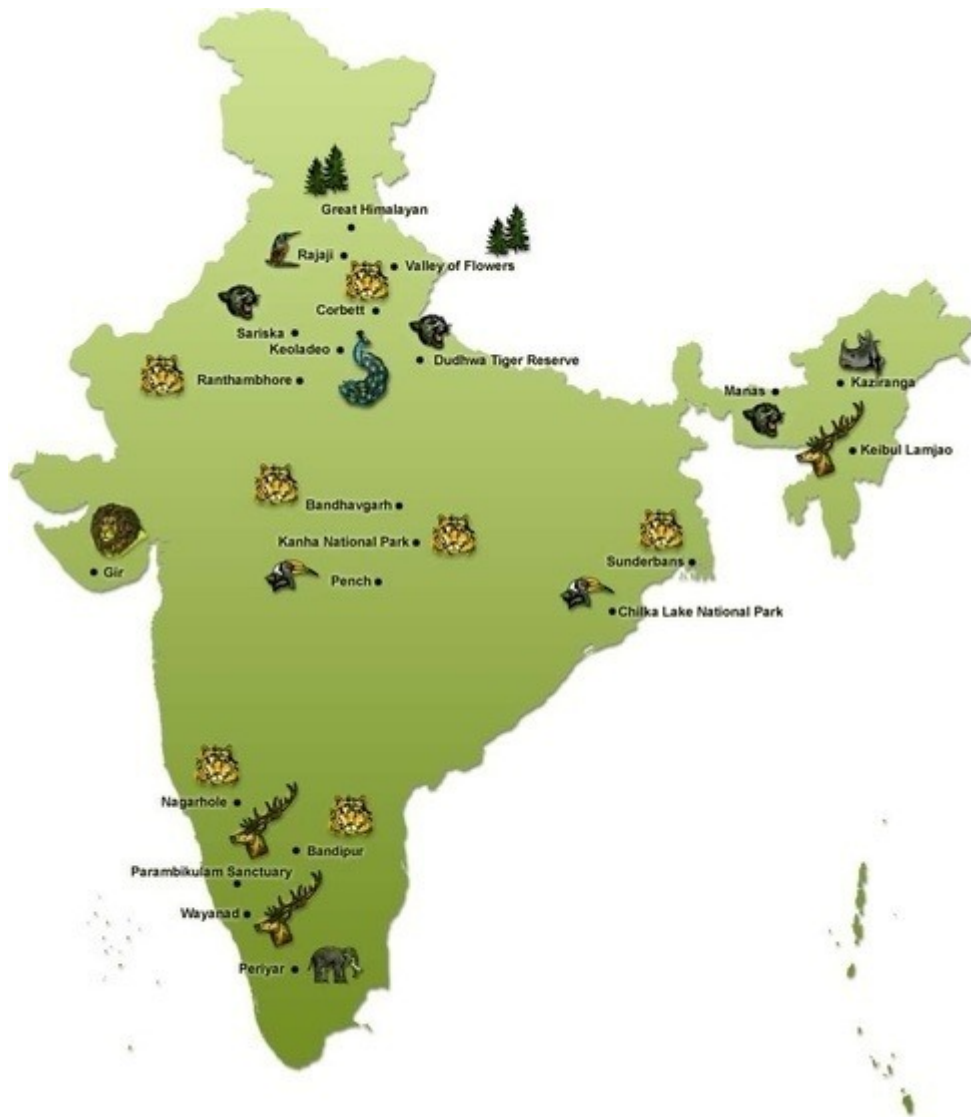 Great Himalayan
Rajaji
Valley of Flowers
Corbett
Sariska
Keoladeo
Dudhwa Tiger Reserve
Ranthambhore
Manas
Kaziranga
Keibul Lamjao
Bandhavgarh
Kanha National Park
Sunderbans
Gir
Pench
Chilka Lake National Park
Nagarhole
Bandipur
Parambikulam Sanctuary
Wayanad
Periyar